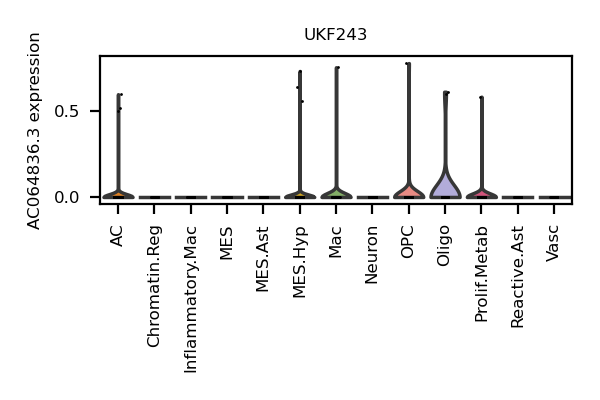 UKF243
AC064836.3 expression
0.5
0.0
AC
Chromatin.Reg
Inflammatory.Mac
MES
MES.Ast
MES.Hyp
Mac
Neuron
OPC
Oligo
Prolif.Metab
Reactive.Ast
Vasc